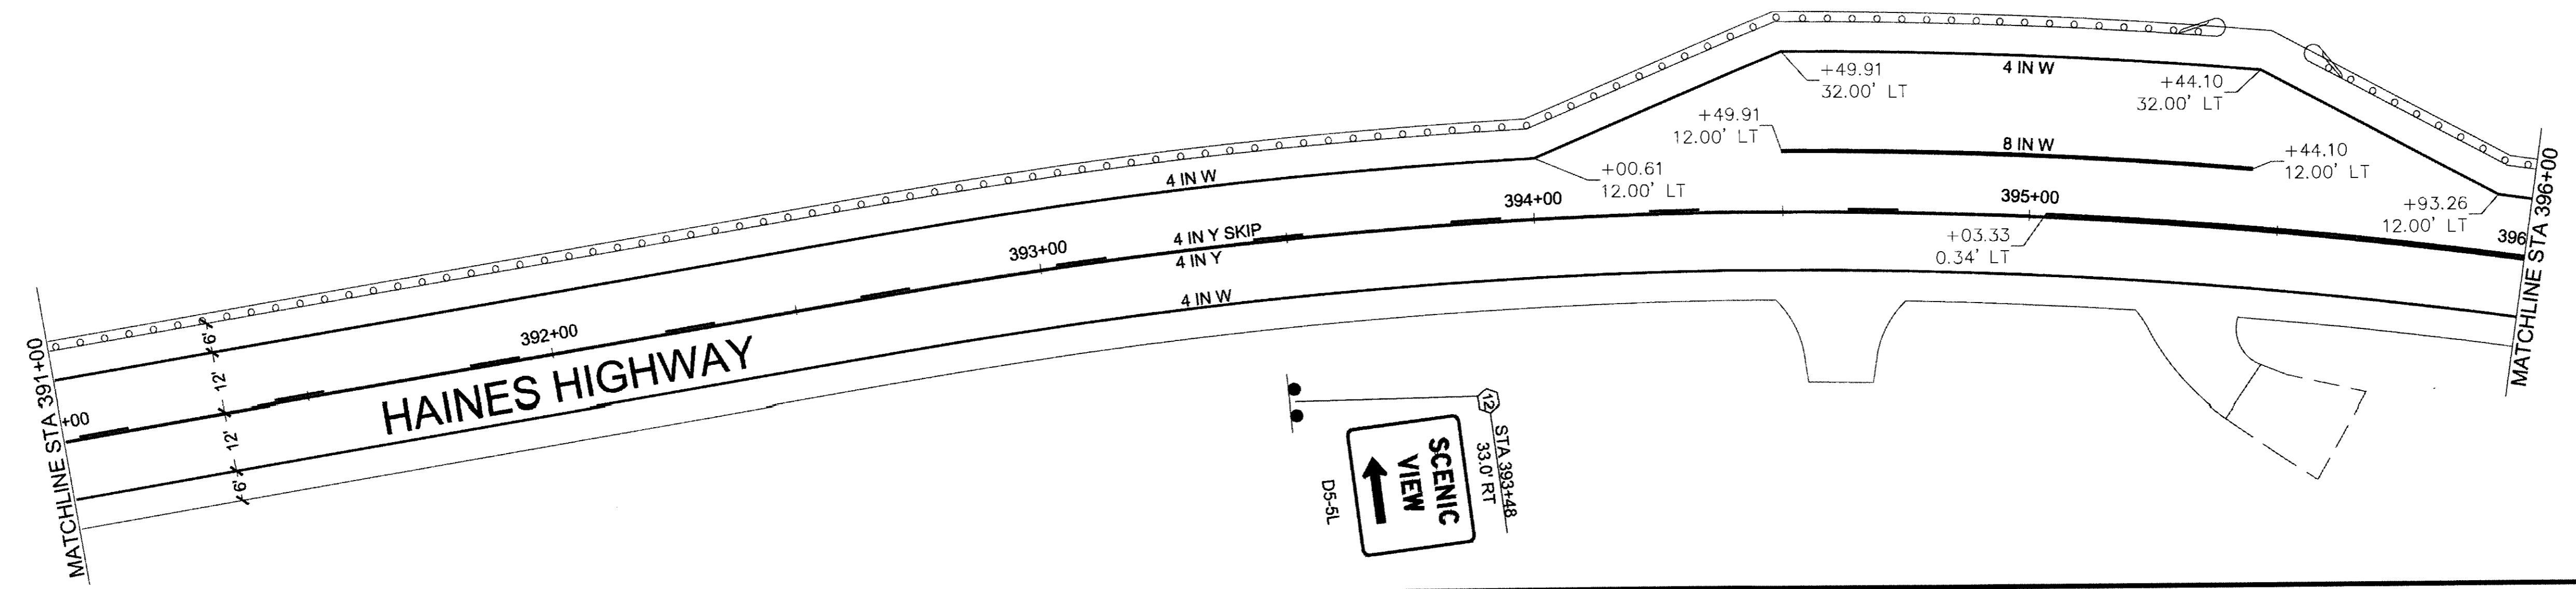 MATCHLINE STA 391+00
+00
6'
12'
12'
6'
HAINES HIGHWAY
392+00
393+00
4 IN W
4 IN Y SKIP
4 IN Y
4 IN W
394+00
+00.61
12.00' LT
+49.91
12.00' LT
+49.91
32.00' LT
4 IN W
+44.10
32.00' LT
8 IN W
+44.10
12.00' LT
395+00
+03.33
0.34' LT
+93.26
12.00' LT
396
MATCHLINE STA 396+00
12
STA 393+48
33.0' RT
SCENIC
VIEW
D5-5L